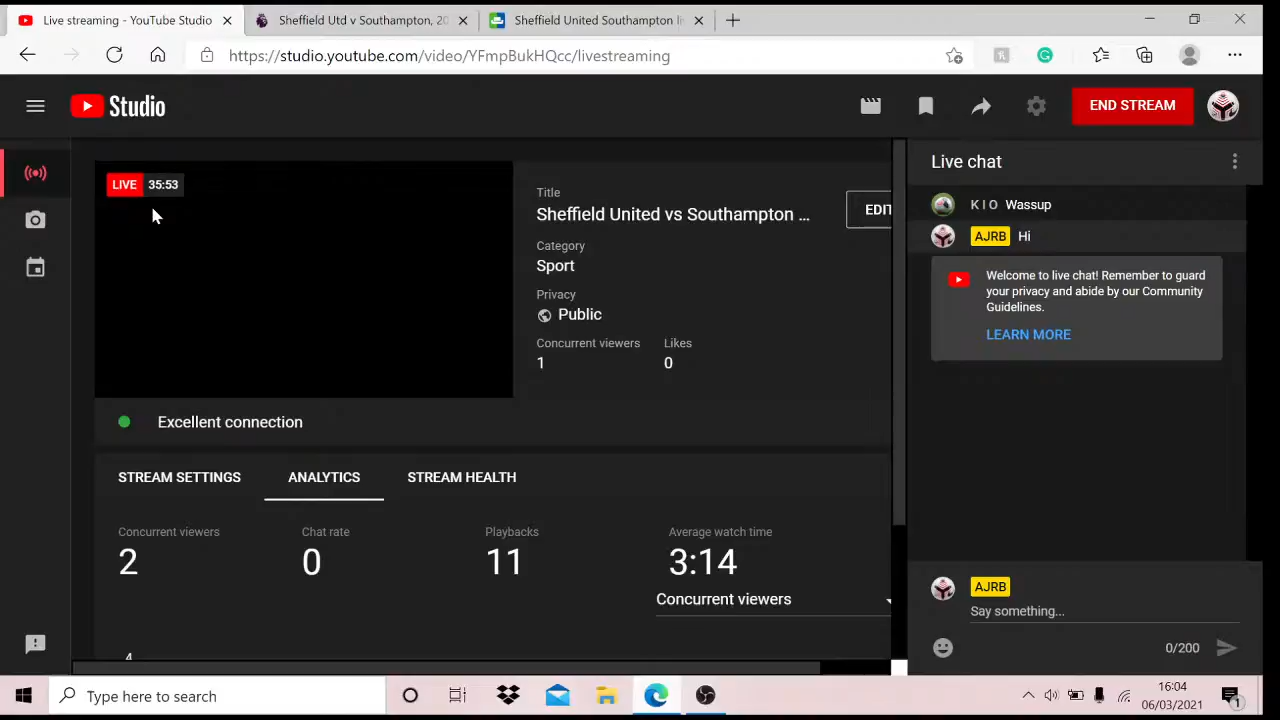 Live streaming - YouTube Studio
Sheffield Utd v Southampton, 20
Sheffield United Southampton li
https://studio.youtube.com/video/YFmpBukHQcc/livestreaming
Studio
END STREAM
LIVE 35:53
Title
Sheffield United vs Southampton ...
EDIT
Category
Sport
Privacy
Public
Concurrent viewers
Likes
1
0
Excellent connection
STREAM SETTINGS
ANALYTICS
STREAM HEALTH
Concurrent viewers
Chat rate
Playbacks
Average watch time
2
0
11
3:14
Concurrent viewers
4
Live chat
K I O Wassup
AJRB Hi
Welcome to live chat! Remember to guard
your privacy and abide by our Community
Guidelines.
LEARN MORE
AJRB
Say something...
0/200
Type here to search
16:04
06/03/2021
1